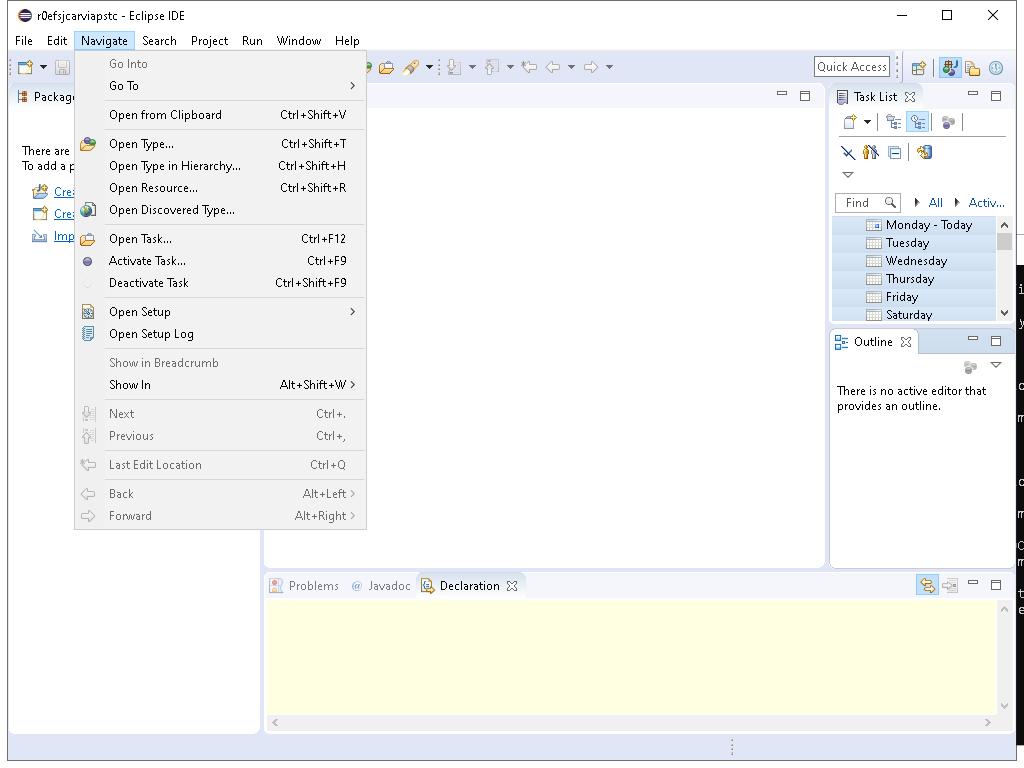 r0efsjcarviapstc - Eclipse IDE
File Edit Navigate Search Project Run Window Help
Quick Access
Go Into
Go To
Open from Clipboard Ctrl+Shift+V
Open Type... Ctrl+Shift+T
Open Type in Hierarchy... Ctrl+Shift+H
Open Resource... Ctrl+Shift+R
Open Discovered Type...
Open Task... Ctrl+F12
Activate Task... Ctrl+F9
Deactivate Task Ctrl+Shift+F9
Open Setup
Open Setup Log
Show in Breadcrumb
Show In Alt+Shift+W
Next Ctrl+.
Previous Ctrl+,
Last Edit Location Ctrl+Q
Back Alt+Left
Forward Alt+Right
Packag
There are
To add a p
Crea
Crea
Imp
Task List
Find All Activ...
Monday - Today
Tuesday
Wednesday
Thursday
Friday
Saturday
Outline
There is no active editor that
provides an outline.
Problems @ Javadoc Declaration